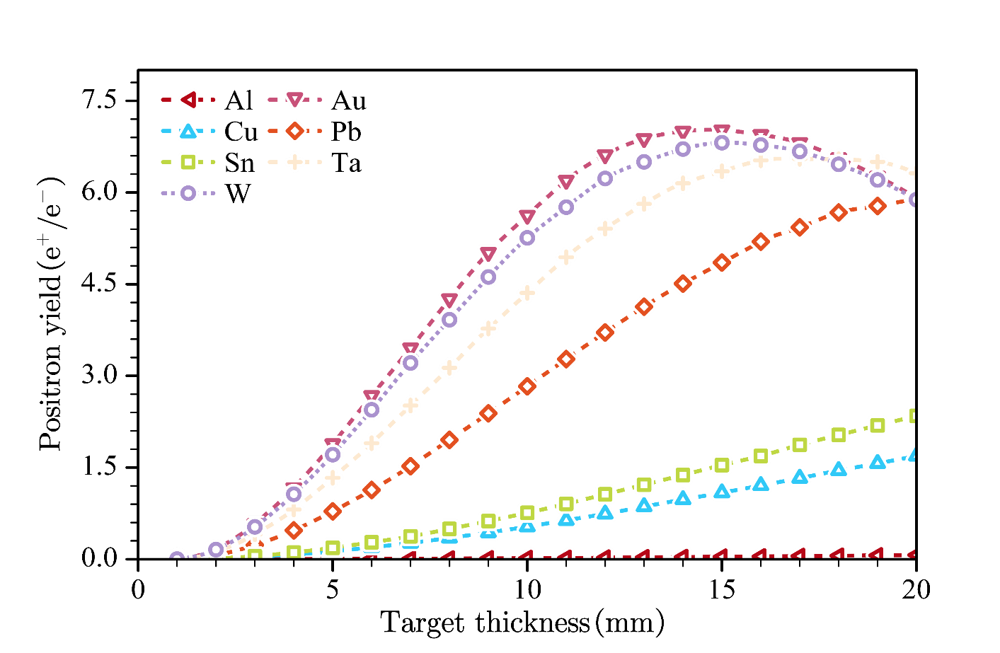 7.5
6.0
4.5
3.0
1.5
0.0
Positron yield (e⁺/e⁻)
Al
Au
Cu
Pb
Sn
Ta
W
0
5
10
15
20
Target thickness (mm)